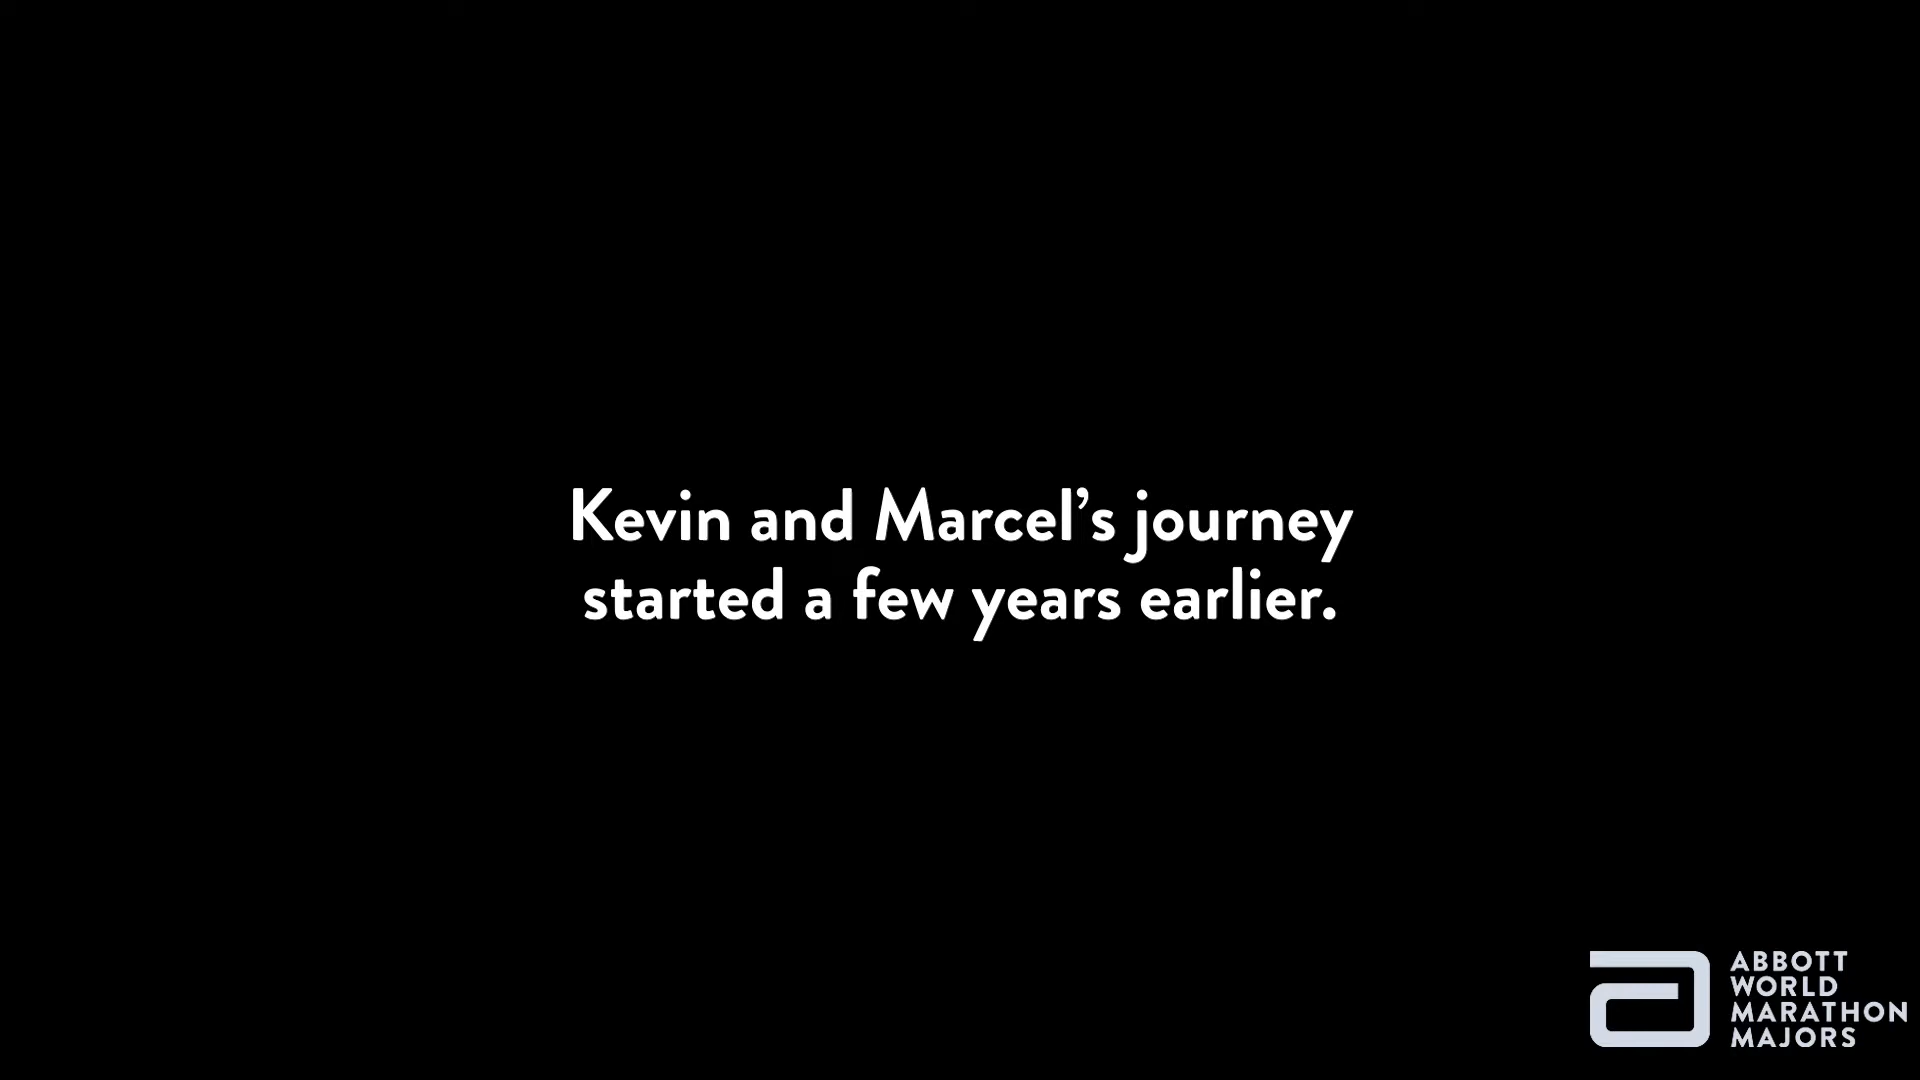 Kevin and Marcel’s journey
started a few years earlier.
ABBOTT
WORLD
MARATHON
MAJORS